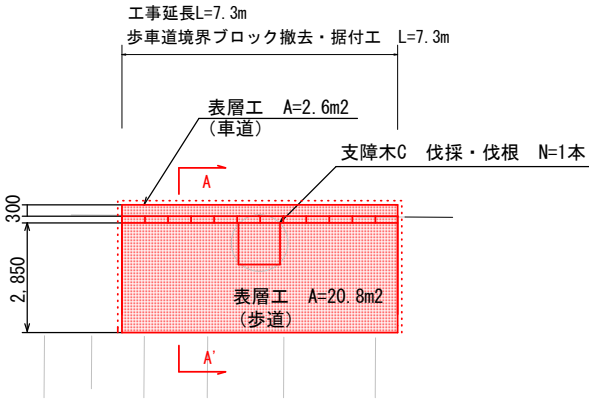 工事延長L=7.3m
歩車道境界ブロック撤去・据付工 L=7.3m
表層工 A=2.6m2
(車道)
支障木C 伐採・伐根 N=1本
A
300
2,850
表層工 A=20.8m2
(歩道)
A'